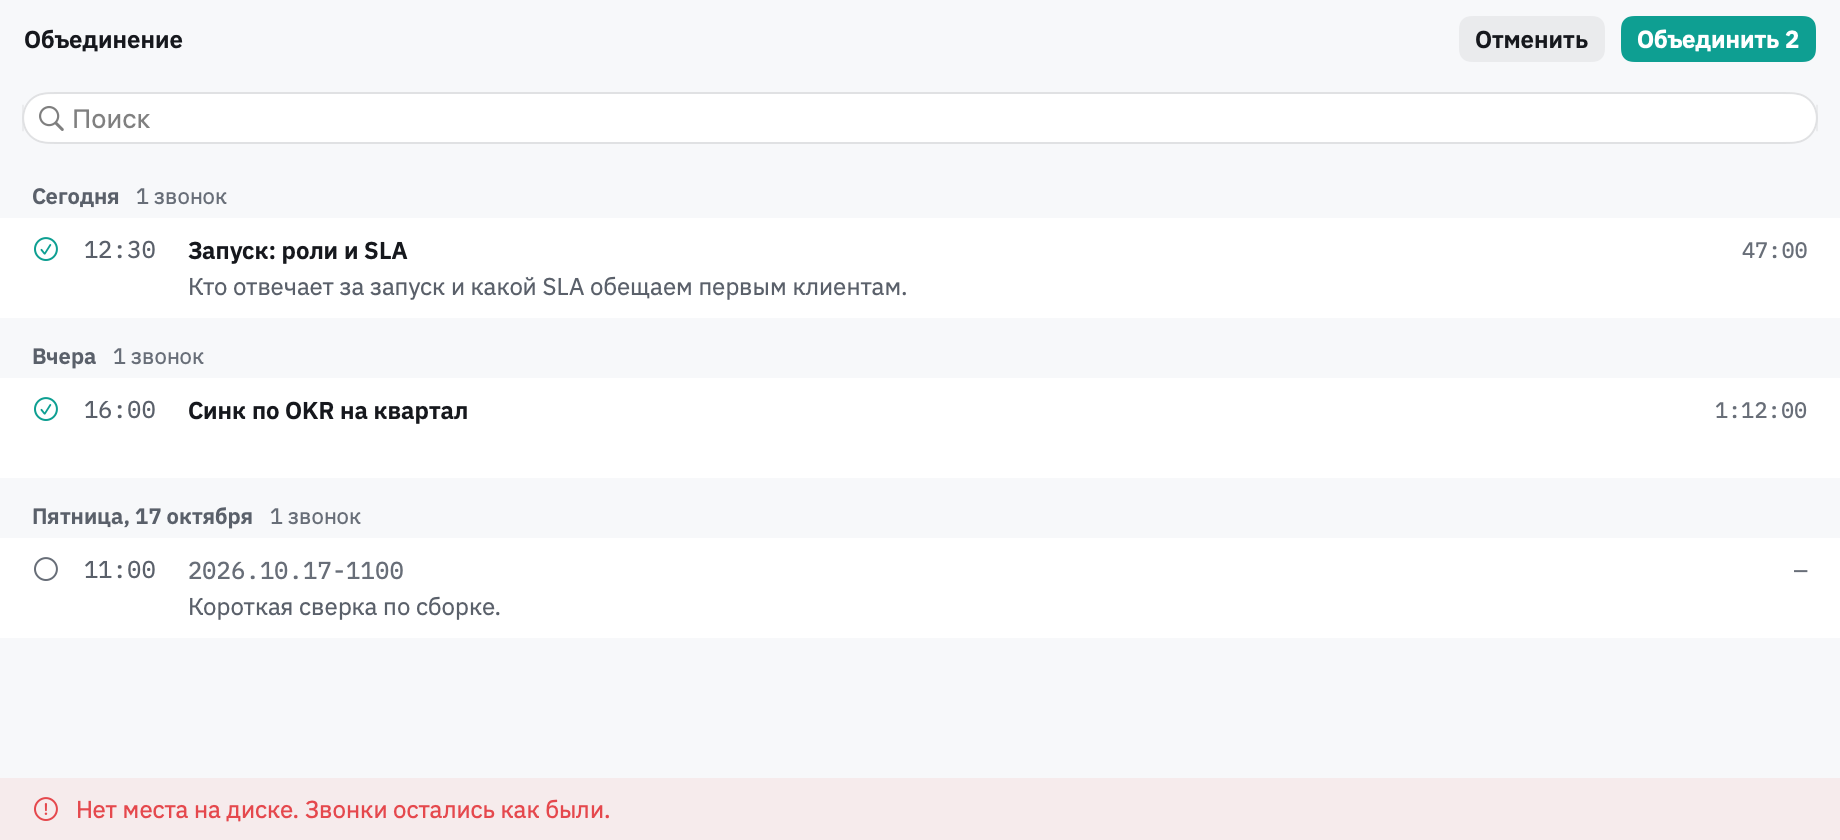 Объединение
Отменить
Объединить 2
Поиск
Сегодня 1 звонок
12:30 Запуск: роли и SLA 47:00
Кто отвечает за запуск и какой SLA обещаем первым клиентам.
Вчера 1 звонок
16:00 Синк по OKR на квартал 1:12:00
Пятница, 17 октября 1 звонок
11:00 2026.10.17-1100 –
Короткая сверка по сборке.
Нет места на диске. Звонки остались как были.